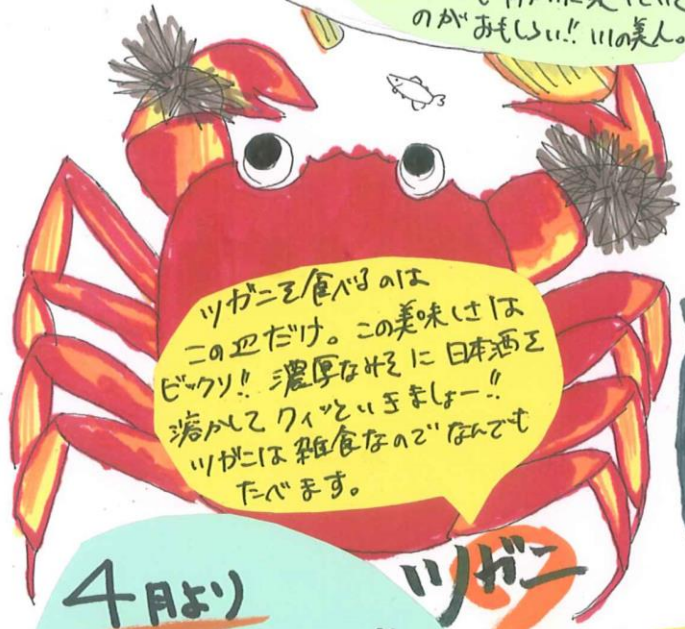 のがおもしろい!! 川の美人。
ツガニを食べるのは
この辺だけ。この美味しさは
ビックリ!! 濃厚なみそに日本酒を
溶かしてクィッといきましょー!!
ツガニは雑食なのでなんでも
たべます。
4月より
ツガニ